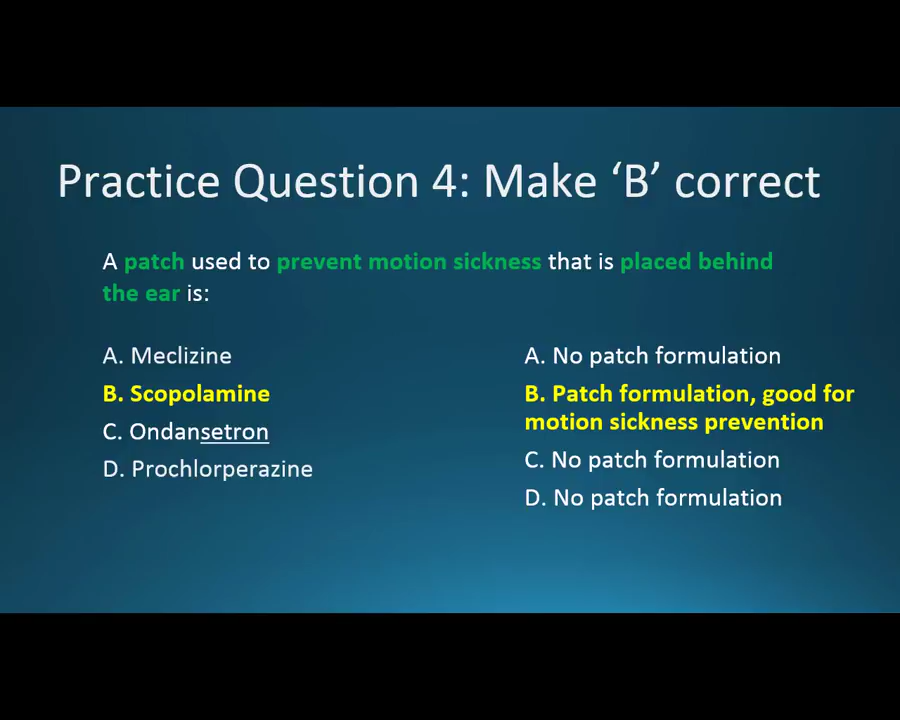 Practice Question 4: Make ‘B’ correct
A patch used to prevent motion sickness that is placed behind
the ear is:
A. Meclizine
B. Scopolamine
C. Ondansetron
D. Prochlorperazine
A. No patch formulation
B. Patch formulation, good for
motion sickness prevention
C. No patch formulation
D. No patch formulation